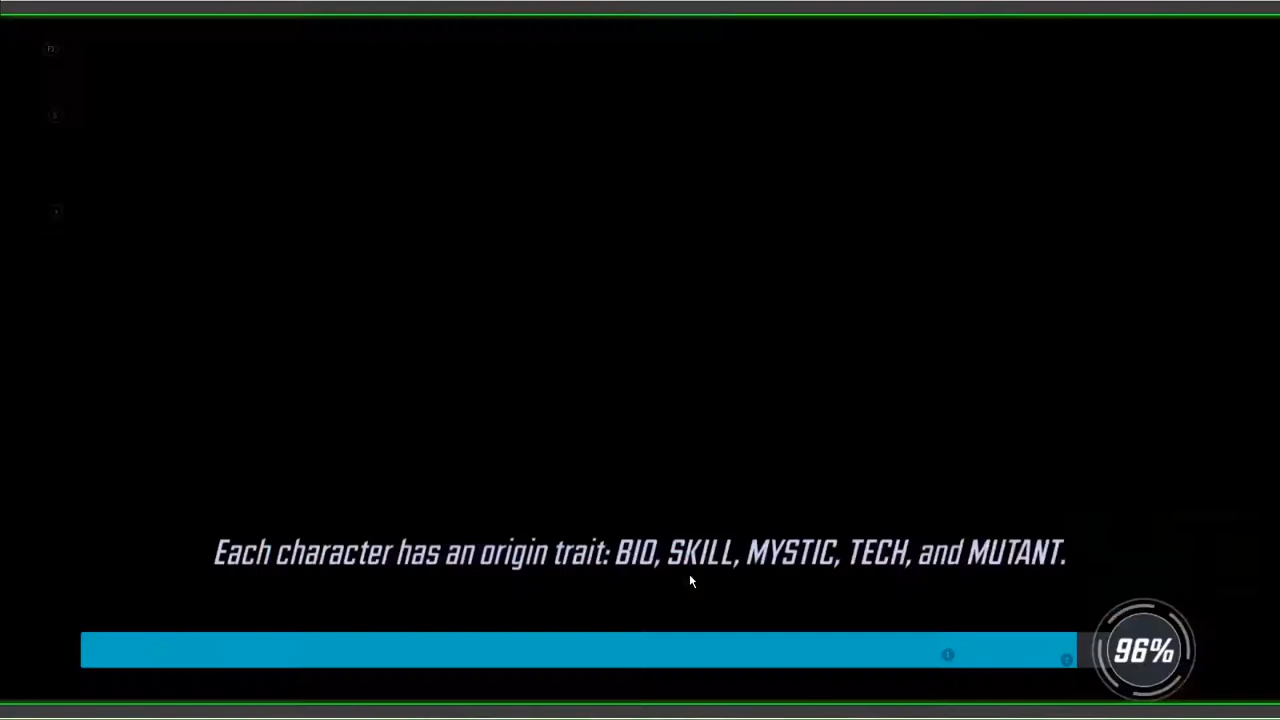 Each character has an origin trait: BIO, SKILL, MYSTIC, TECH, and MUTANT.
96%